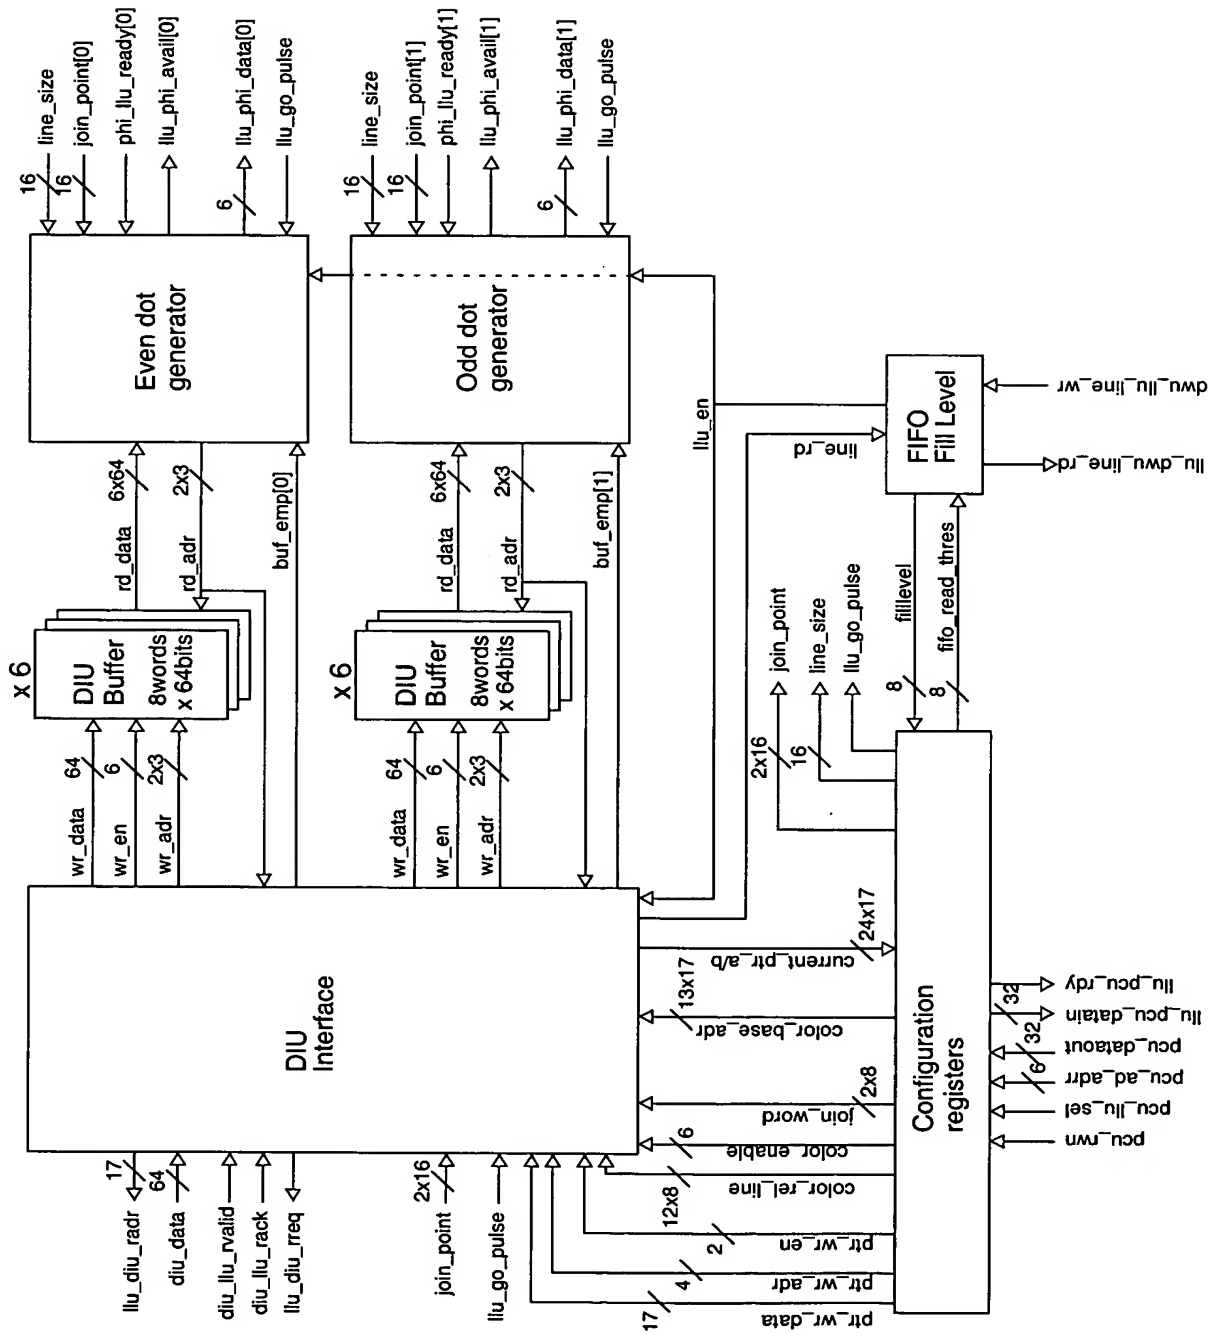 line_size
16
join_point[0]
16
phi_llu_ready[0]
llu_phi_avail[0]
llu_phi_data[0]
6
llu_go_pulse
Even dot
generator
rd_data
6x64
rd_adr
2x3
buf_emp[0]
x 6
DIU
Buffer
8words
x 64bits
wr_data
64
wr_en
6
wr_adr
2x3
line_size
16
join_point[1]
16
phi_llu_ready[1]
llu_phi_avail[1]
llu_phi_data[1]
6
llu_go_pulse
Odd dot
generator
rd_data
6x64
rd_adr
2x3
buf_emp[1]
x 6
DIU
Buffer
8words
x 64bits
wr_data
64
wr_en
6
wr_adr
2x3
DIU
Interface
llu_diu_radr
17
diu_data
64
diu_llu_rvalid
diu_llu_rack
llu_diu_rreq
join_point
2x16
llu_go_pulse
llu_en
line_rd
FIFO
Fill Level
dwu_llu_line_wr
llu_dwu_line_rd
filllevel
8
fifo_read_thres
8
join_point
2x16
line_size
16
llu_go_pulse
current_ptr_a/b
24x17
color_base_adr
13x17
join_word
2x8
color_enable
6
color_rel_line
12x8
ptr_wr_en
2
ptr_wr_adr
4
ptr_wr_data
17
Configuration
registers
llu_pcu_rdy
llu_pcu_datain
32
pcu_dataout
32
pcu_ad_adrr
6
pcu_llu_sel
pcu_rwn